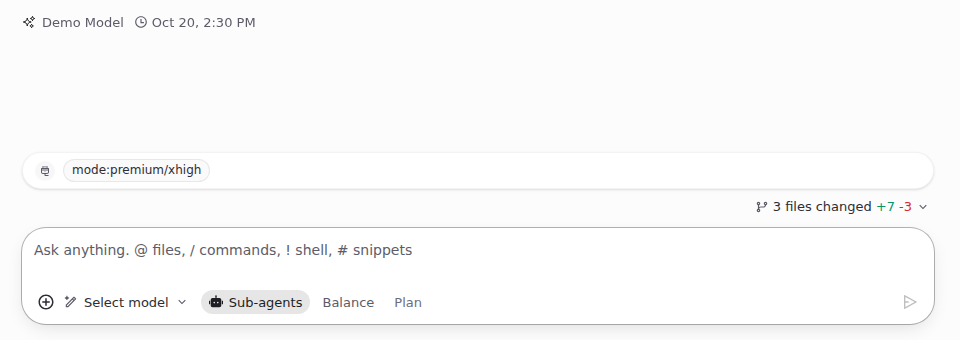 Demo Model Oct 20, 2:30 PM
mode:premium/xhigh
3 files changed +7 -3
Ask anything. @ files, / commands, ! shell, # snippets
Select model Sub-agents Balance Plan